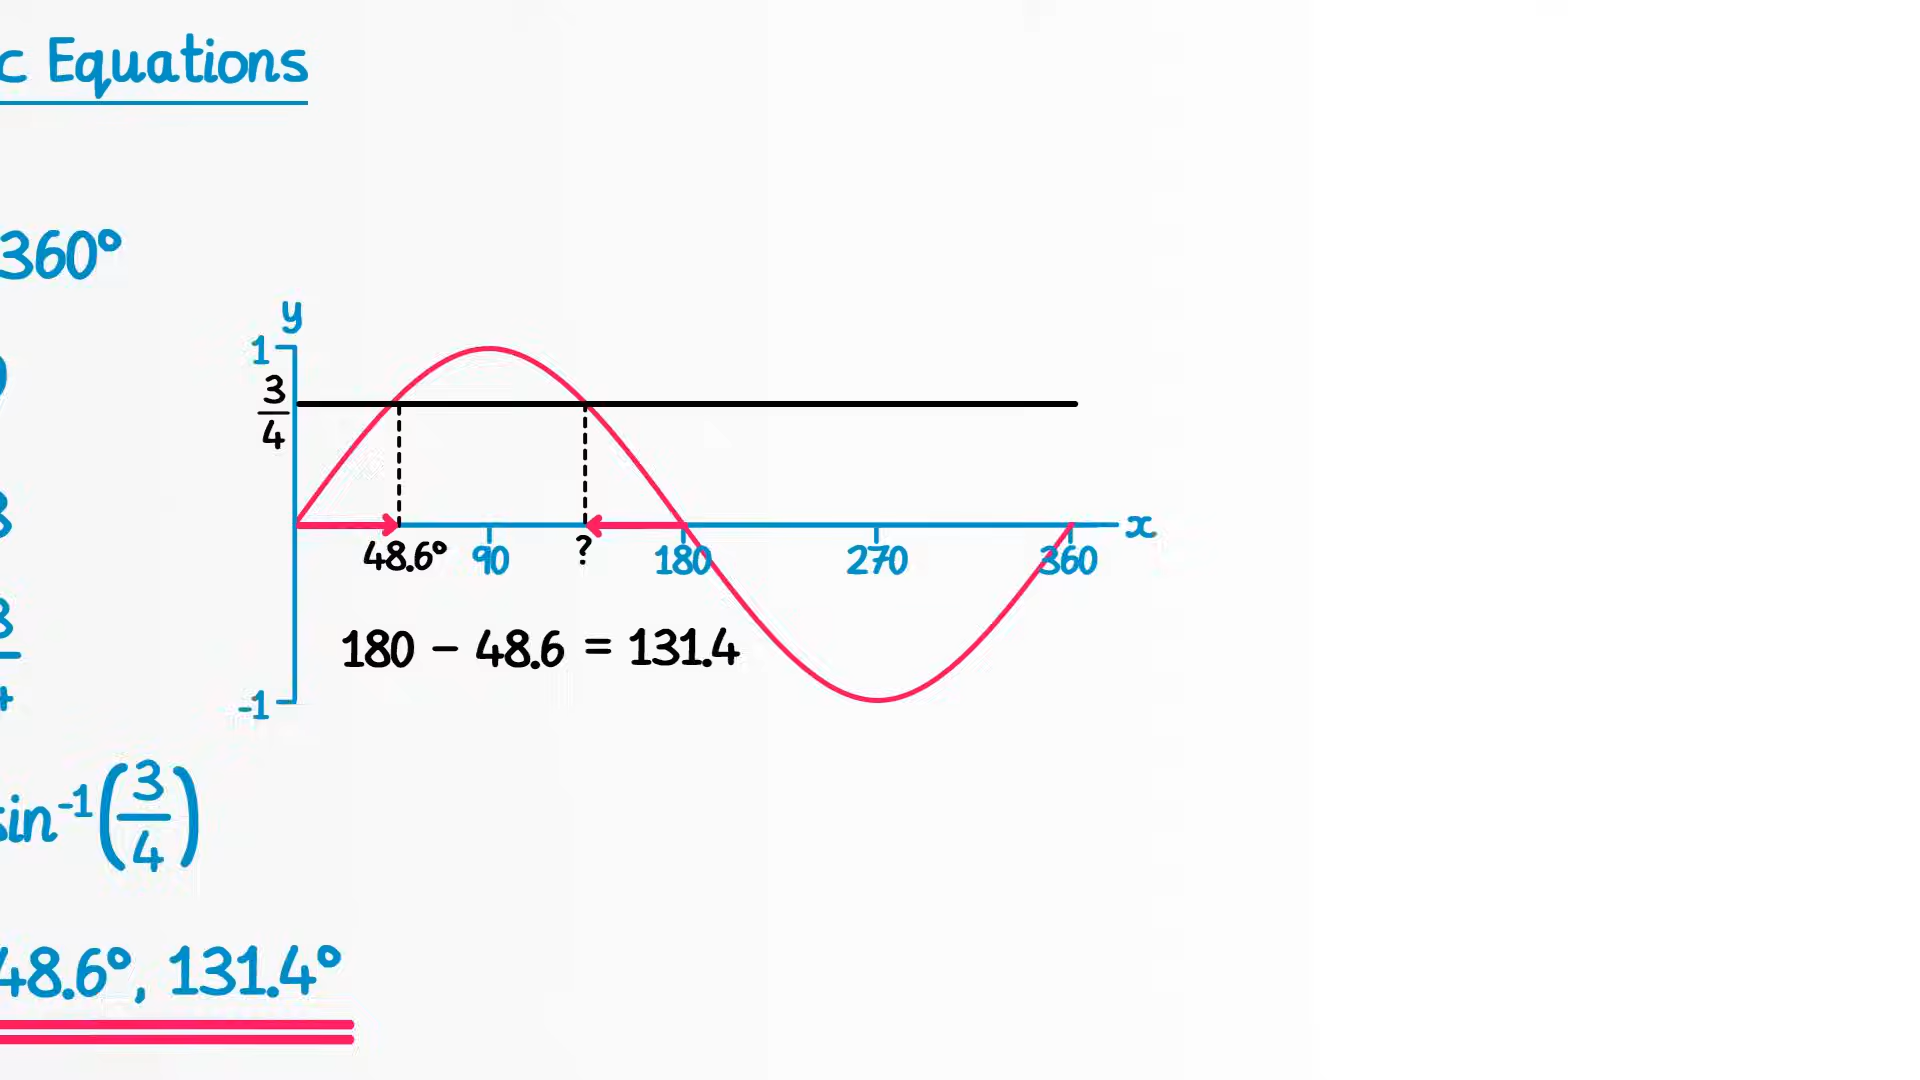 c Equations
360°
y
1
3
4
x
48.6° 90 ? 180 270 360
180 – 48.6 = 131.4
-1
sin⁻¹(3/4)
48.6°, 131.4°